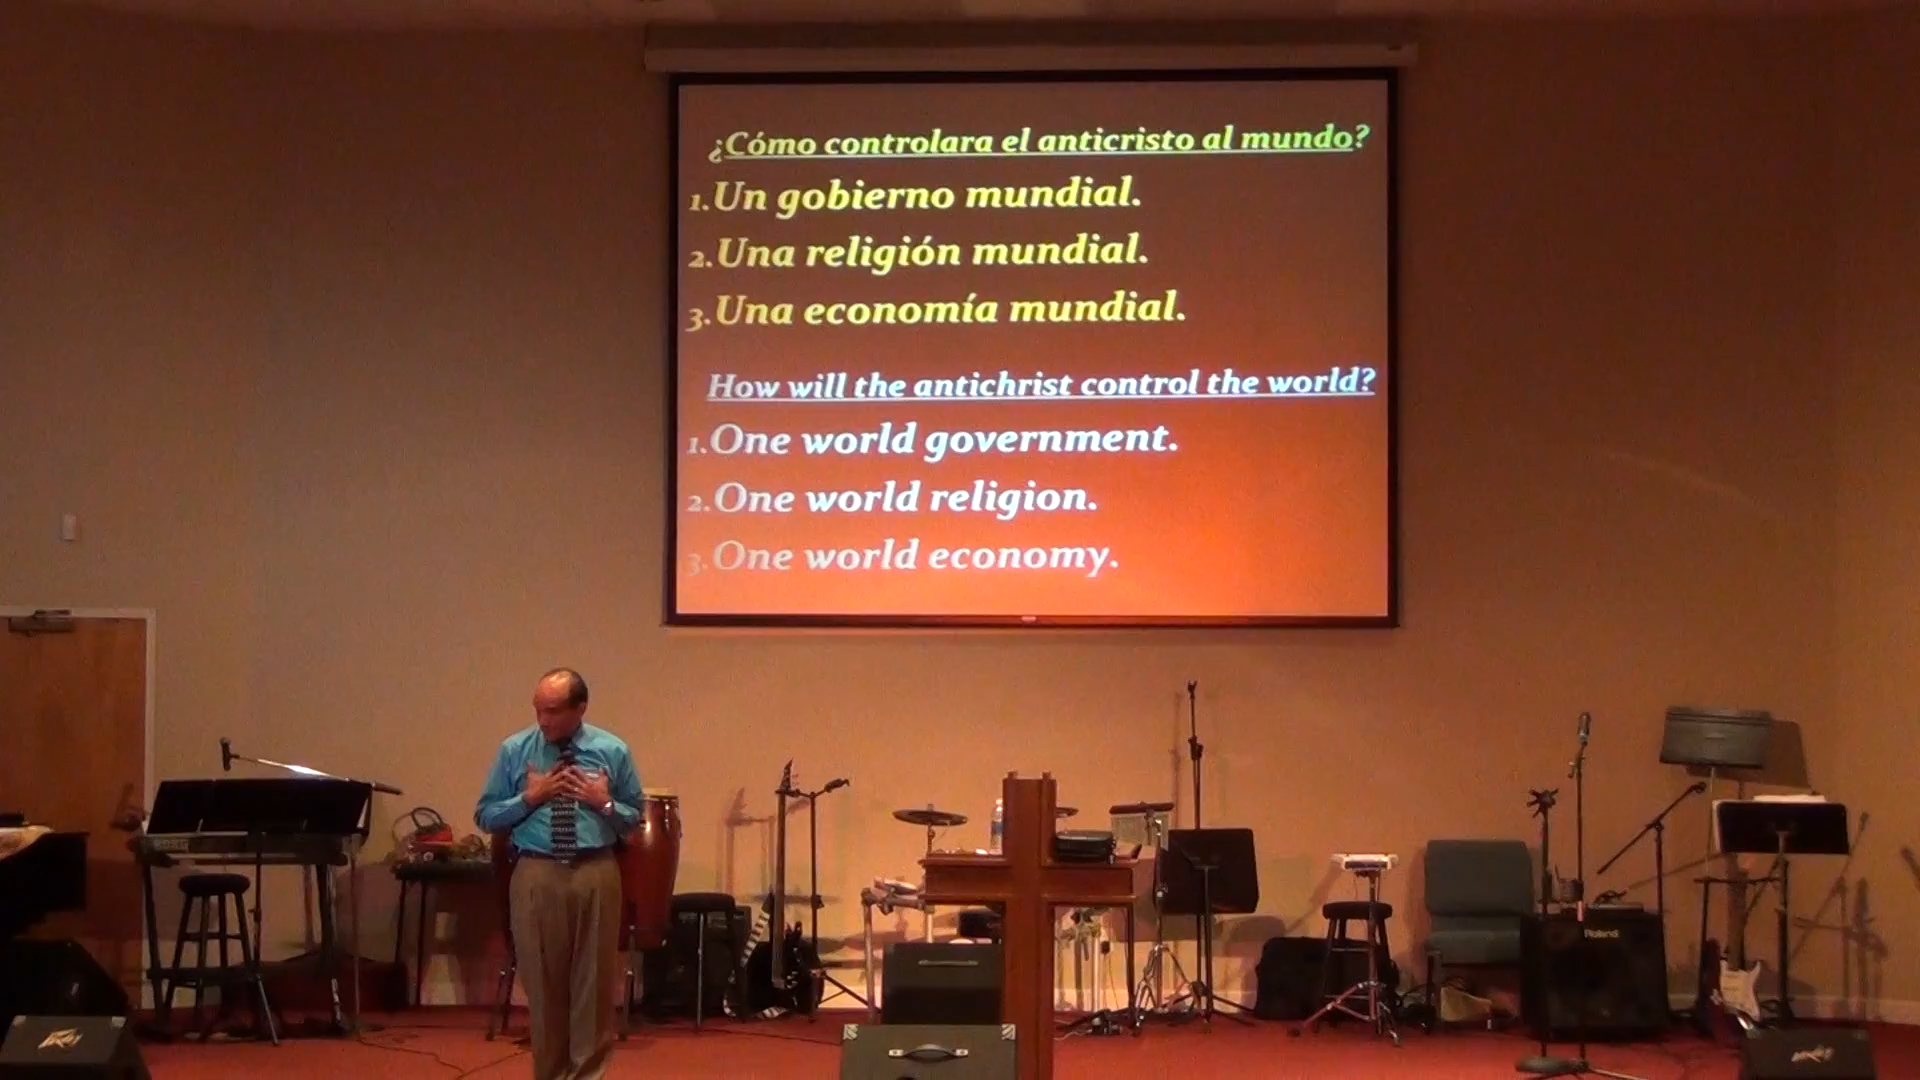 ¿Cómo controlara el anticristo al mundo?
1. Un gobierno mundial.
2. Una religión mundial.
3. Una economía mundial.
How will the antichrist control the world?
1. One world government.
2. One world religion.
3. One world economy.
Roland